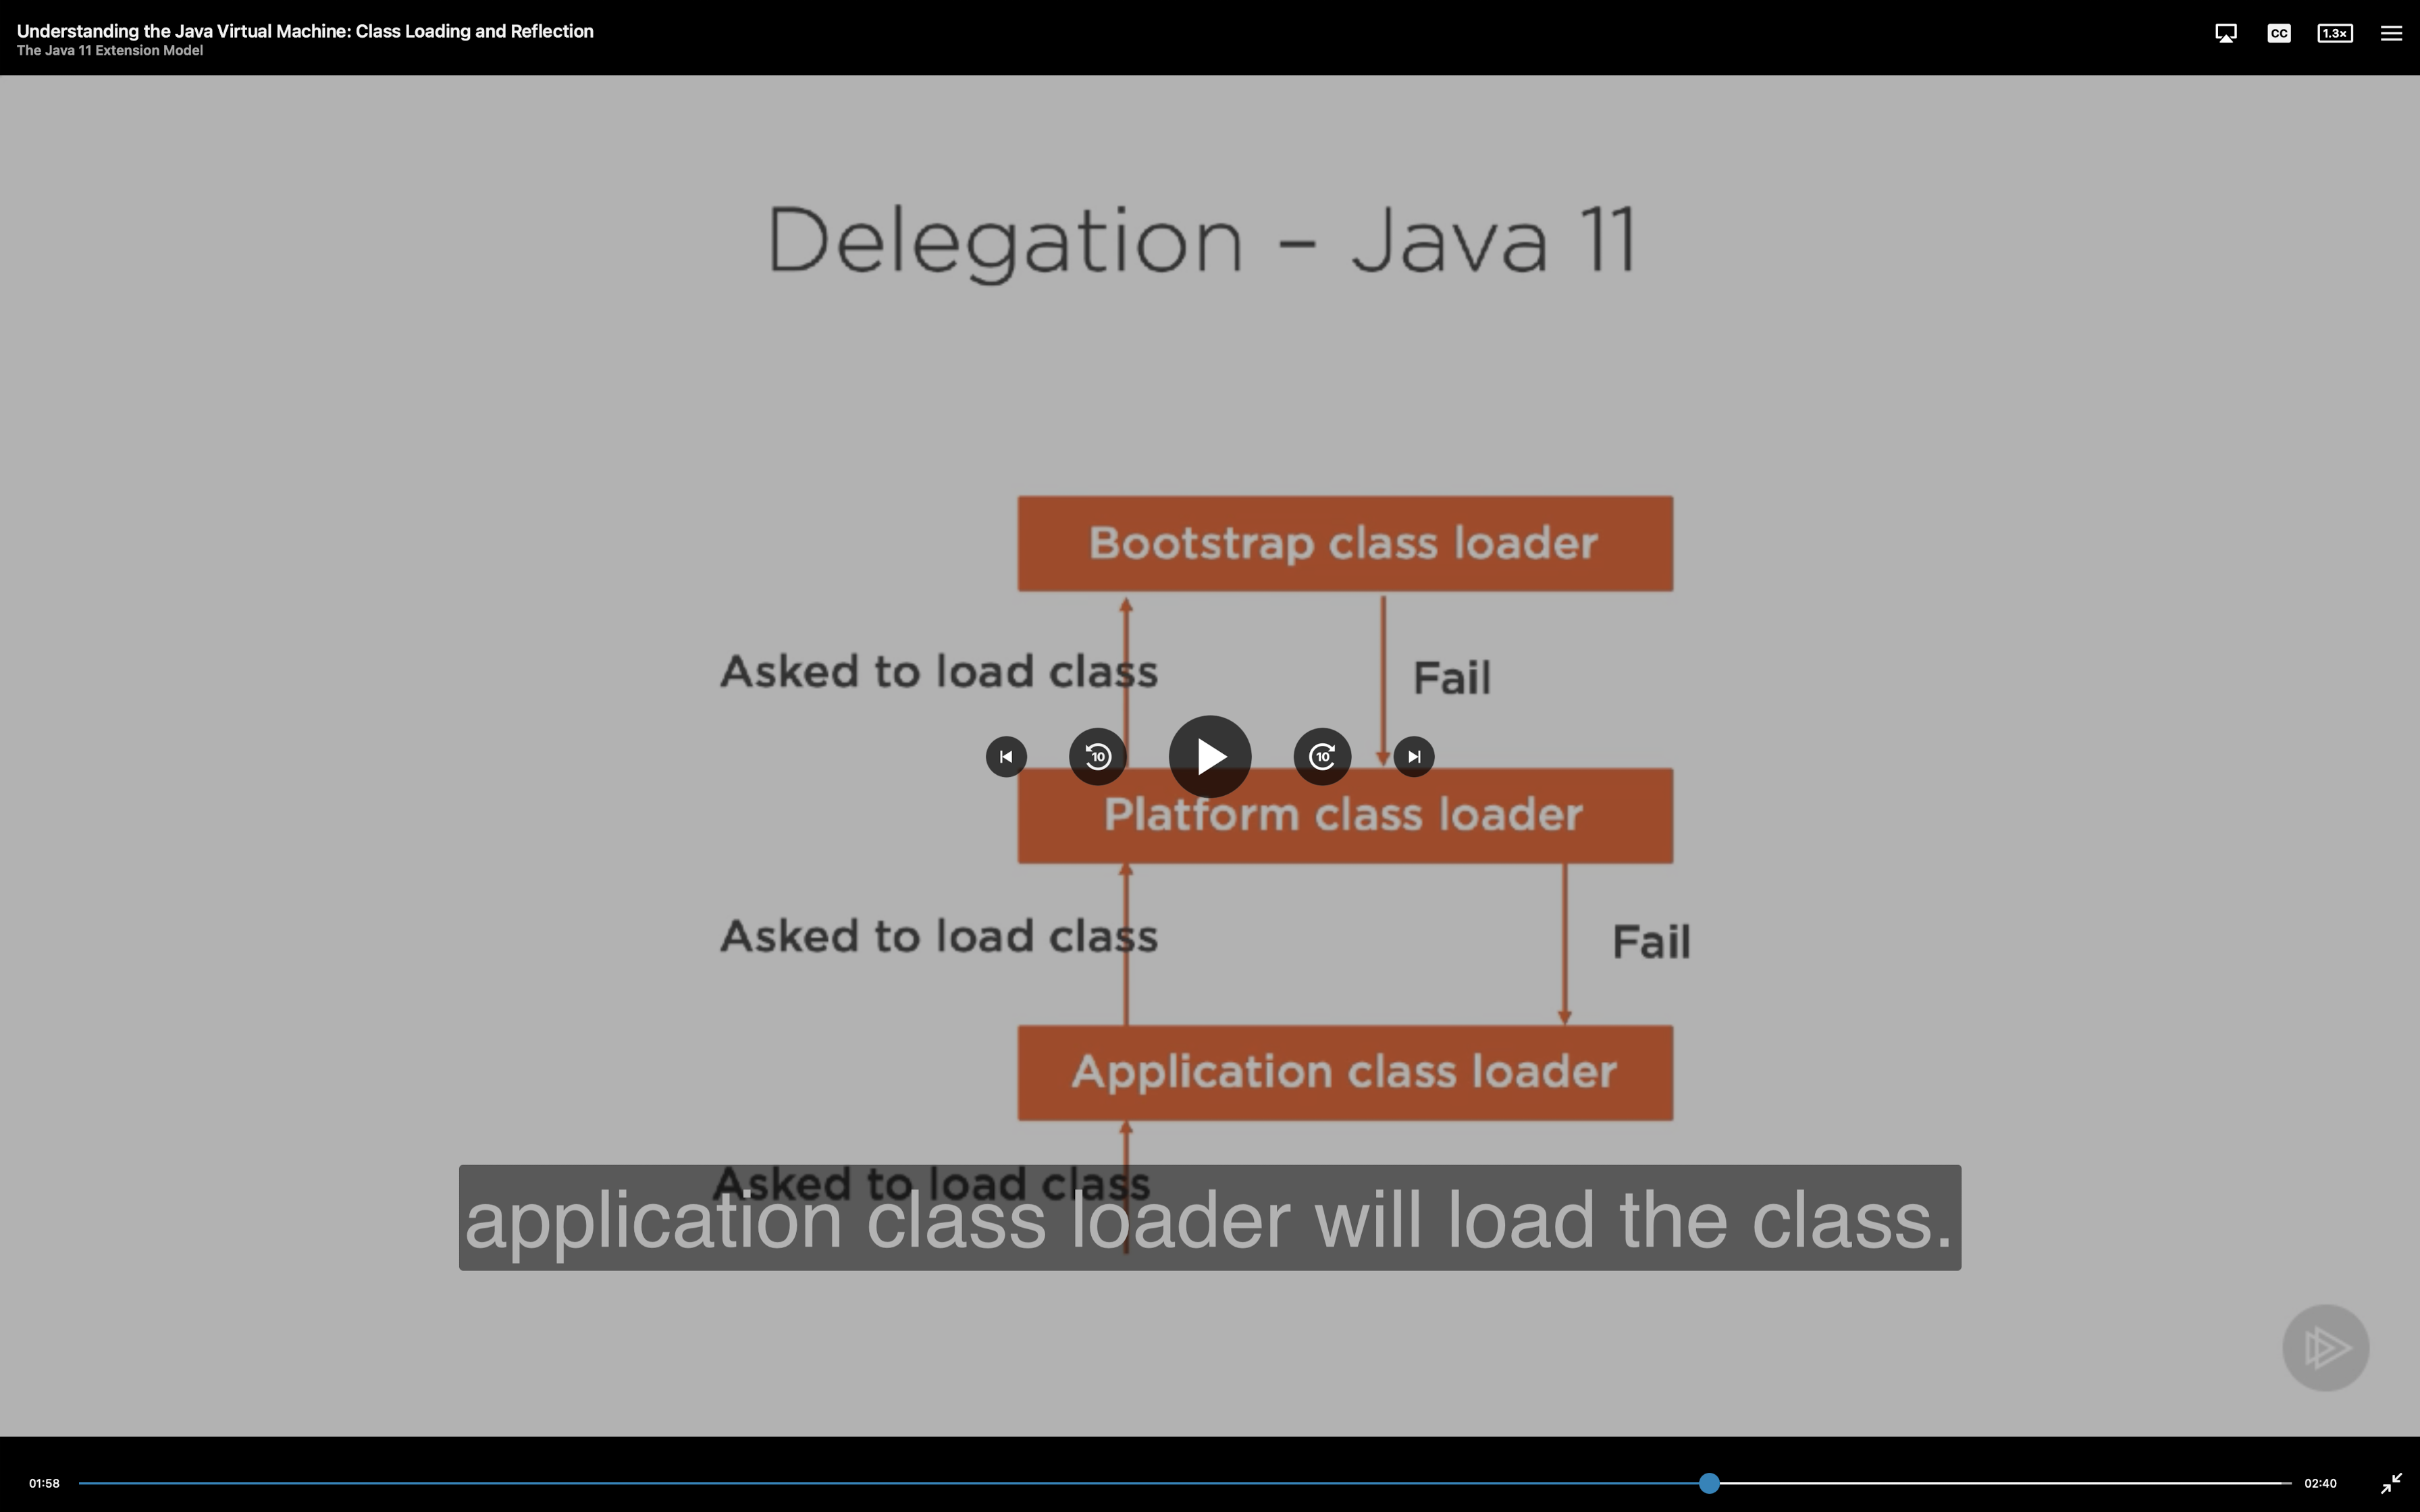 Understanding the Java Virtual Machine: Class Loading and Reflection
The Java 11 Extension Model
CC
1.3×
Delegation – Java 11
Bootstrap class loader
Asked to load class
Fail
10
10
Platform class loader
Asked to load class
Fail
Application class loader
Asked to load class
application class loader will load the class.
01:58
02:40